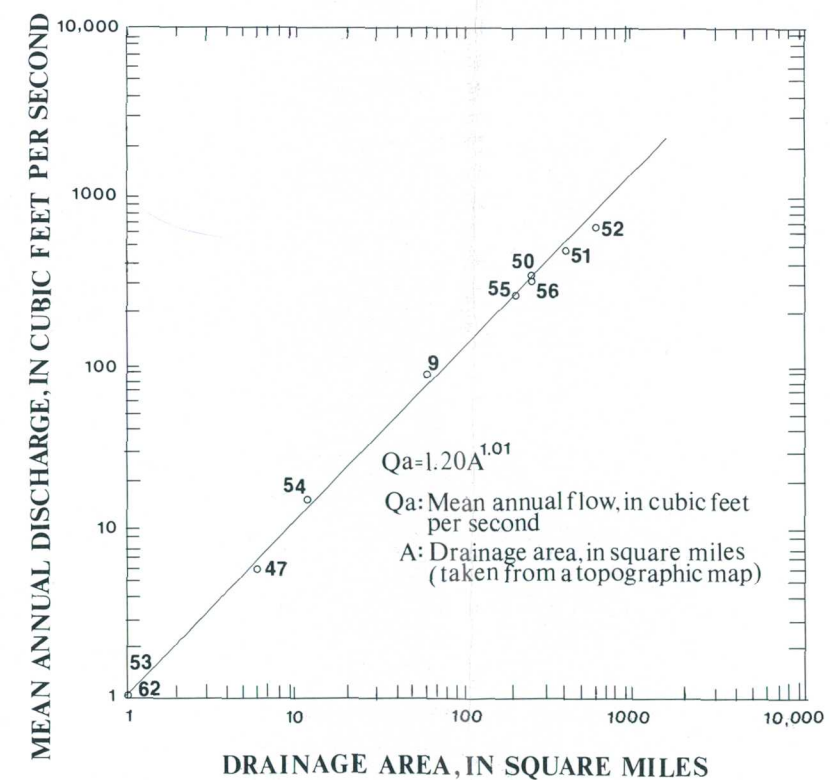 MEAN ANNUAL DISCHARGE, IN CUBIC FEET PER SECOND
10,000
1000
100
10
1
52
51
50
55
56
9
54
47
53
62
Qa=1.20A^1.01
Qa: Mean annual flow, in cubic feet
per second
A: Drainage area, in square miles
(taken from a topographic map)
1 10 100 1000 10,000
DRAINAGE AREA, IN SQUARE MILES